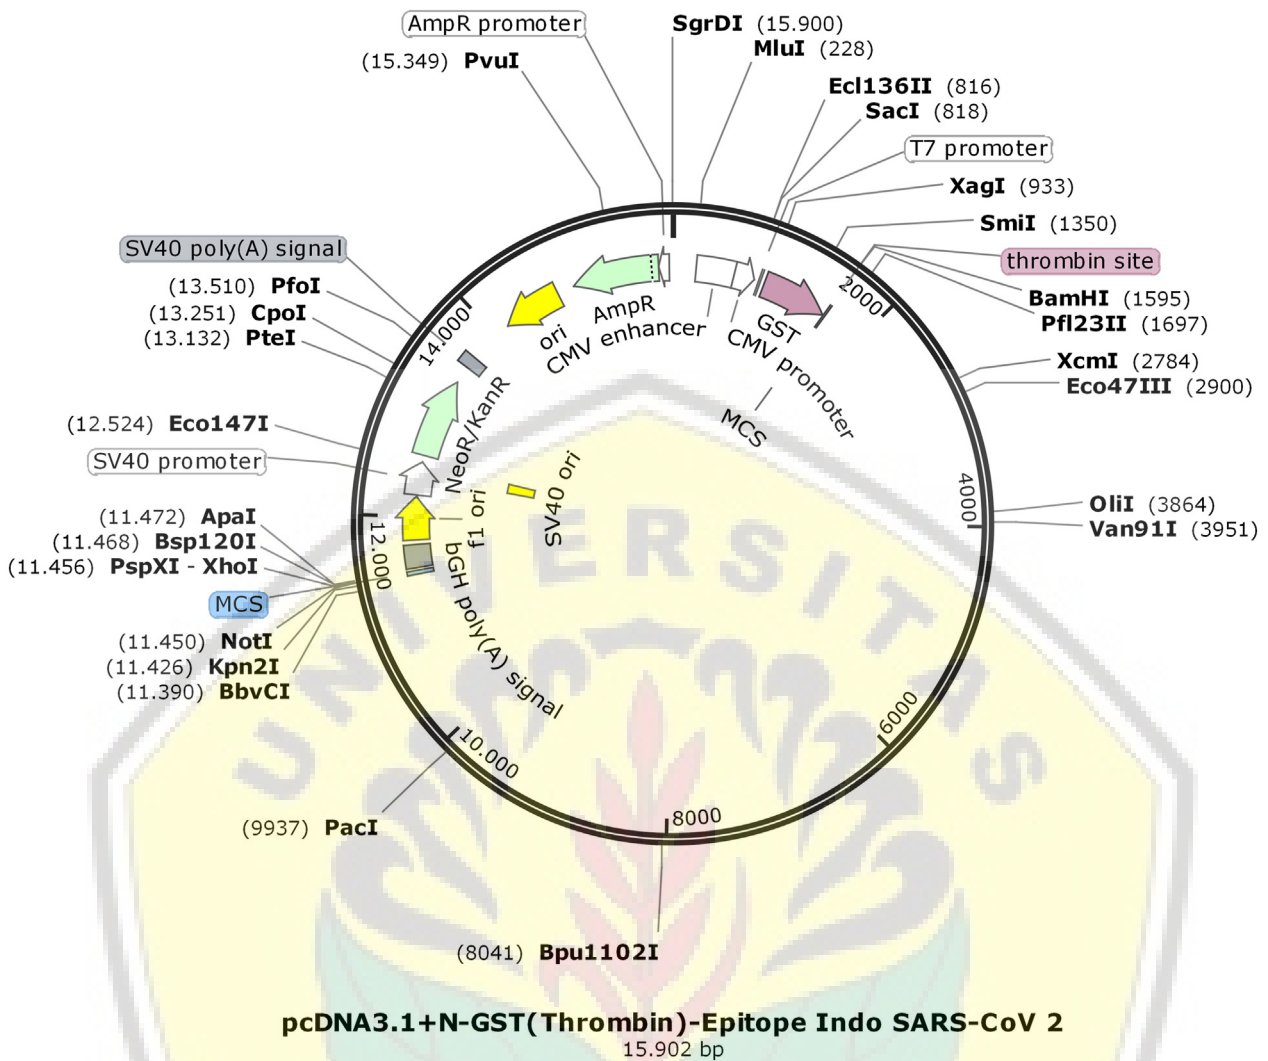 AmpR promoter
SgrDI (15.900)
MluI (228)
(15.349) PvuI
Ecl136II (816)
SacI (818)
T7 promoter
XagI (933)
SmiI (1350)
SV40 poly(A) signal
thrombin site
(13.510) PfoI
BamHI (1595)
(13.251) CpoI
Pfl23II (1697)
(13.132) PteI
XcmI (2784)
Eco47III (2900)
(12.524) Eco147I
SV40 promoter
OliI (3864)
Van91I (3951)
(11.472) ApaI
(11.468) Bsp120I
(11.456) PspXI - XhoI
MCS
(11.450) NotI
(11.426) Kpn2I
(11.390) BbvCI
(9937) PacI
(8041) Bpu1102I
2000
4000
6000
8000
10.000
12.000
14.000
AmpR
ori
CMV enhancer
GST
CMV promoter
MCS
NeoR/KanR
SV40 ori
f1 ori
bGH poly(A) signal
UNIVERSITAS
pcDNA3.1+N-GST(Thrombin)-Epitope Indo SARS-CoV 2
15.902 bp